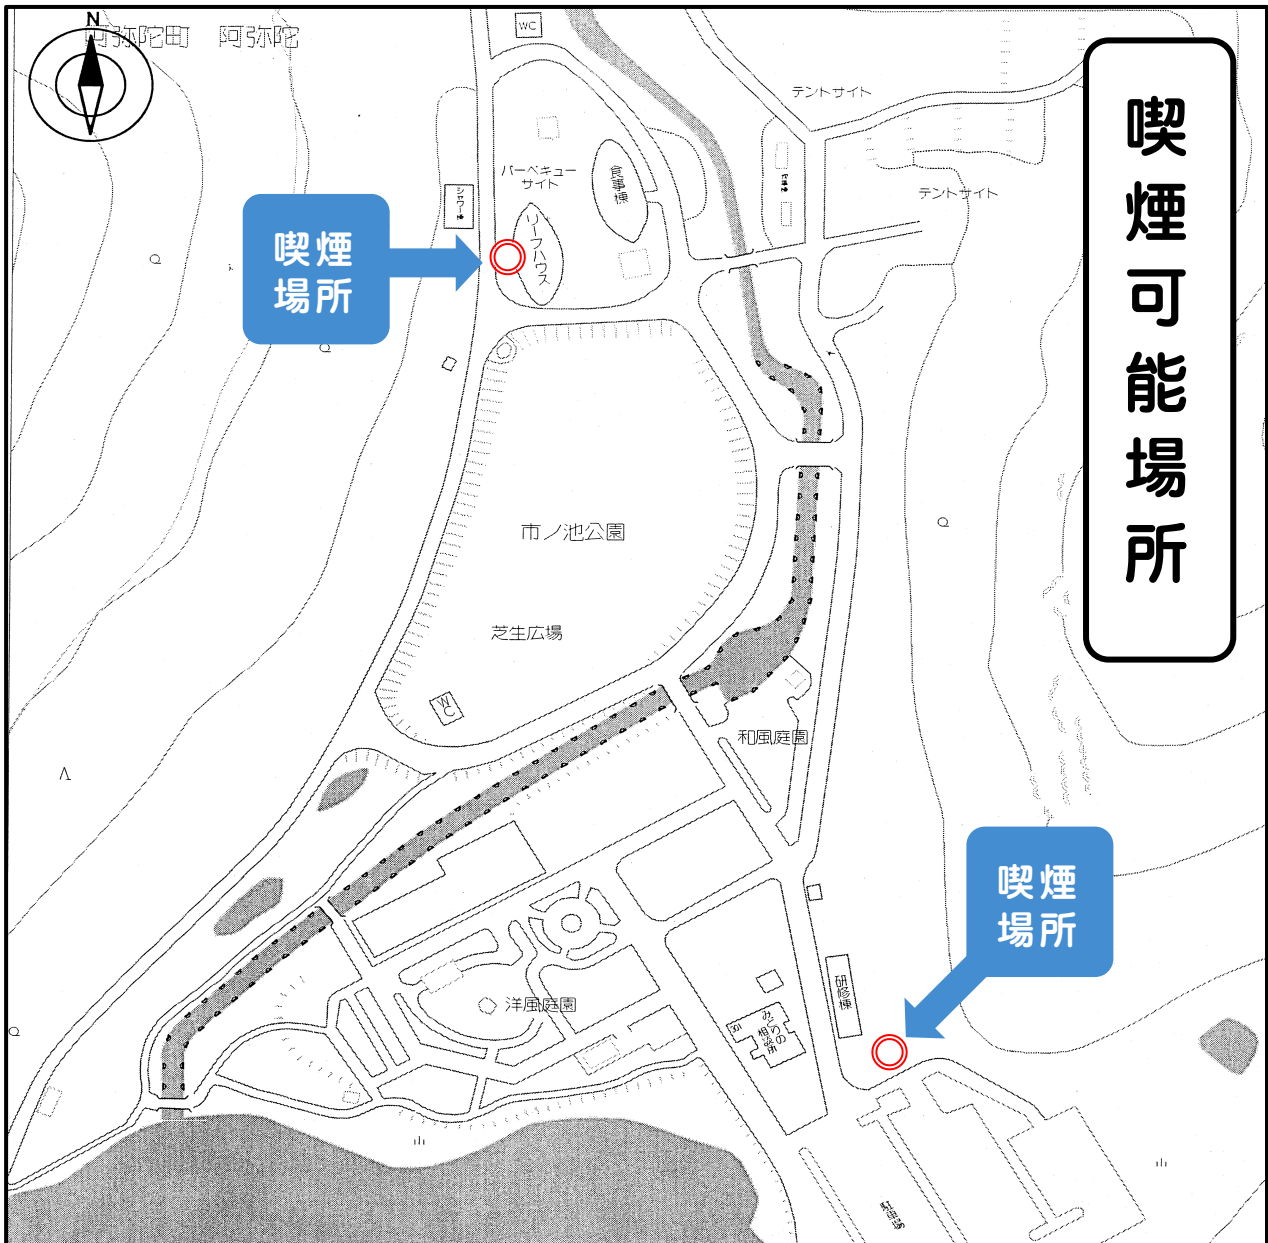 N
阿弥陀町 阿弥陀
WC
テントサイト
喫煙可能場所
バーベキュー
サイト
食事棟
テントサイト
シャワー棟
リーフハウス
喫煙
場所
市ノ池公園
芝生広場
WC
和風庭園
喫煙
場所
洋風庭園
研修棟
みどりの
相談所
駐車場